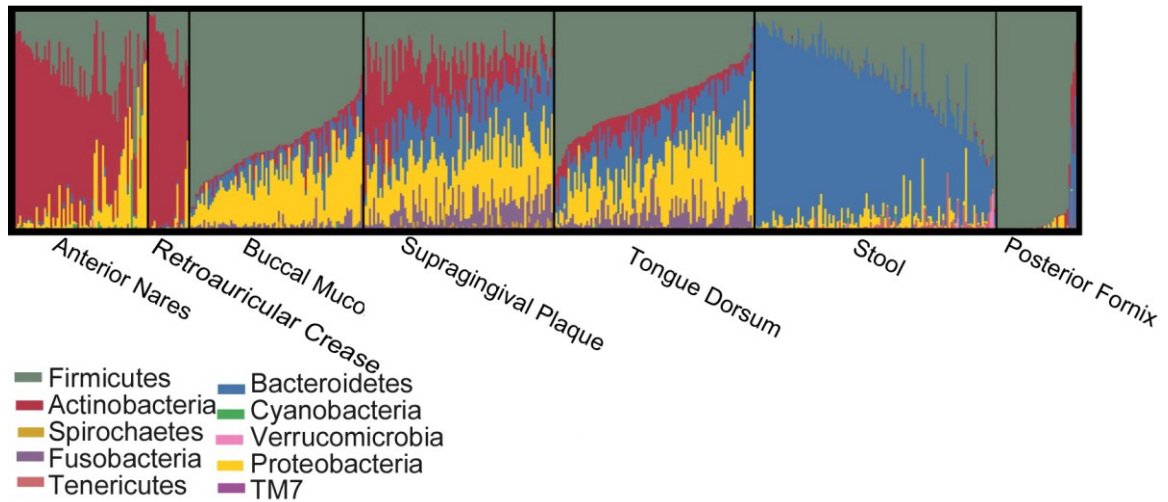 Anterior Nares
Retroauricular Crease
Buccal Muco
Supragingival Plaque
Tongue Dorsum
Stool
Posterior Fornix
Firmicutes
Actinobacteria
Spirochaetes
Fusobacteria
Tenericutes
Bacteroidetes
Cyanobacteria
Verrucomicrobia
Proteobacteria
TM7